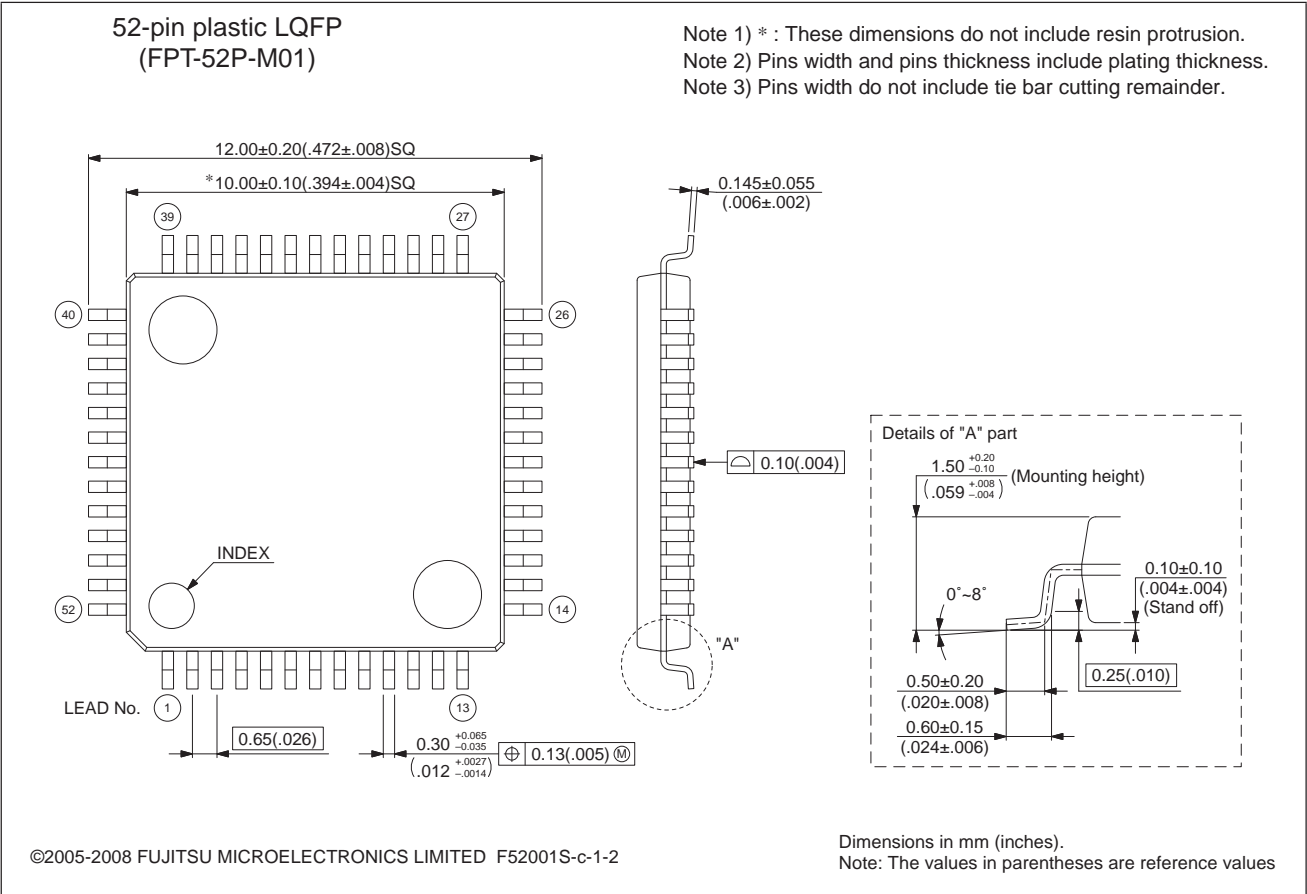 52-pin plastic LQFP
(FPT-52P-M01)
Note 1) * : These dimensions do not include resin protrusion.
Note 2) Pins width and pins thickness include plating thickness.
Note 3) Pins width do not include tie bar cutting remainder.
12.00±0.20(.472±.008)SQ
*10.00±0.10(.394±.004)SQ
0.145±0.055
(.006±.002)
39
27
40
26
0.10(.004)
INDEX
52
14
"A"
LEAD No.
1
13
0.65(.026)
0.30 +0.065 –0.035
(.012 +.0027 –.0014)
0.13(.005) Ⓜ
Details of "A" part
1.50 +0.20 –0.10
(.059 +.008 –.004)
(Mounting height)
0˚~8˚
0.10±0.10
(.004±.004)
(Stand off)
0.25(.010)
0.50±0.20
(.020±.008)
0.60±0.15
(.024±.006)
©2005-2008 FUJITSU MICROELECTRONICS LIMITED F52001S-c-1-2
Dimensions in mm (inches).
Note: The values in parentheses are reference values